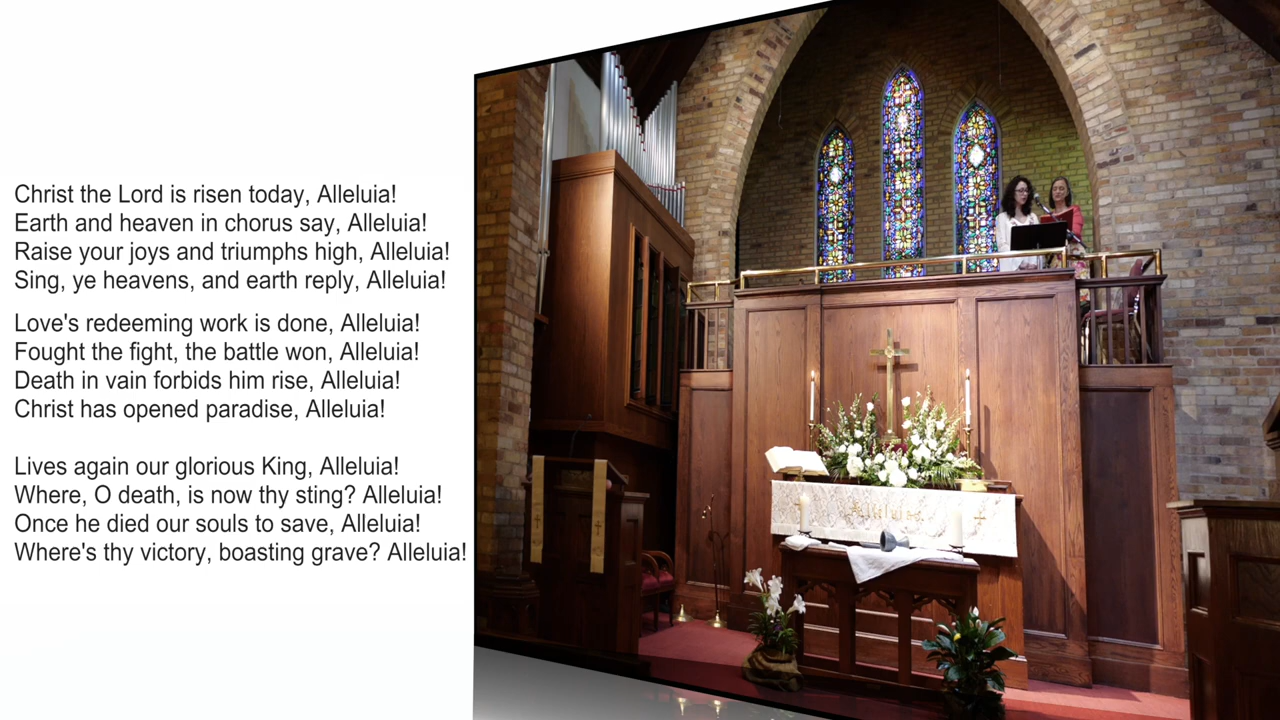 Christ the Lord is risen today, Alleluia!
Earth and heaven in chorus say, Alleluia!
Raise your joys and triumphs high, Alleluia!
Sing, ye heavens, and earth reply, Alleluia!
Love's redeeming work is done, Alleluia!
Fought the fight, the battle won, Alleluia!
Death in vain forbids him rise, Alleluia!
Christ has opened paradise, Alleluia!
Lives again our glorious King, Alleluia!
Where, O death, is now thy sting? Alleluia!
Once he died our souls to save, Alleluia!
Where's thy victory, boasting grave? Alleluia!